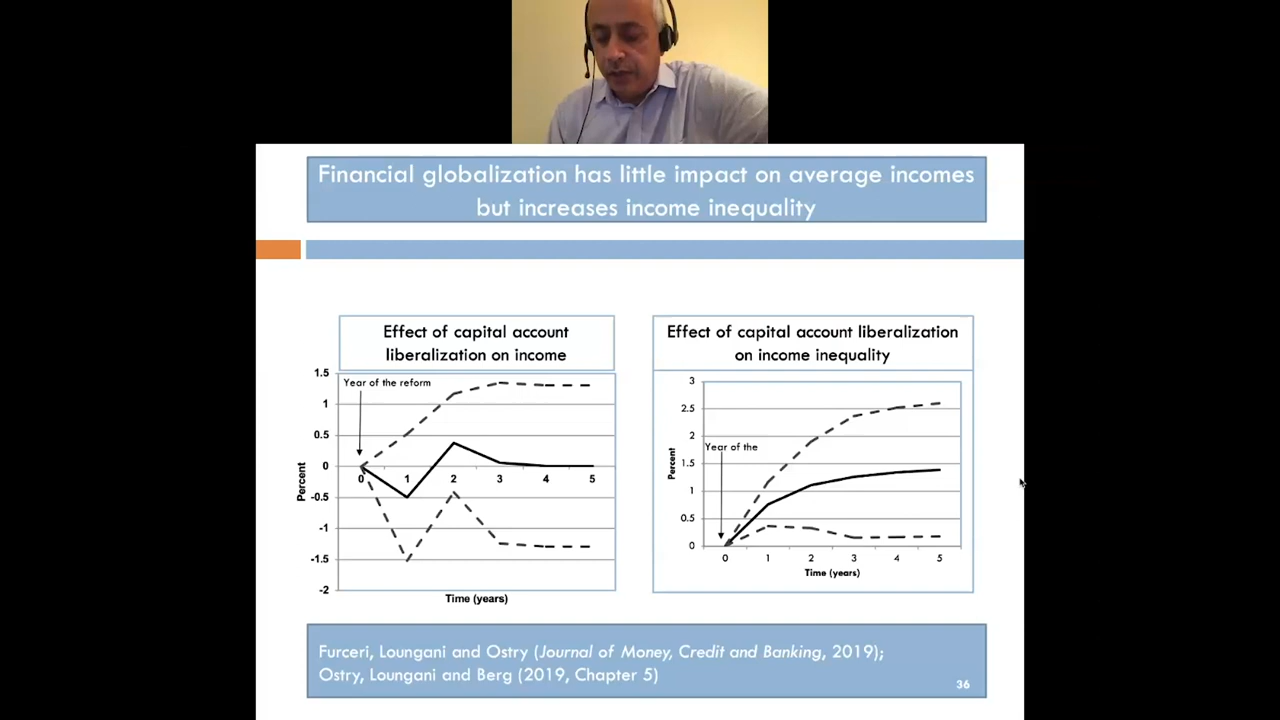 Financial globalization has little impact on average incomes
but increases income inequality
Effect of capital account
liberalization on income
1.5
1
0.5
0
-0.5
-1
-1.5
-2
Percent
Year of the reform
0 1 2 3 4 5
Time (years)
Effect of capital account liberalization
on income inequality
3
2.5
2
1.5
1
0.5
0
Percent
Year of the
0 1 2 3 4 5
Time (years)
Furceri, Loungani and Ostry (Journal of Money, Credit and Banking, 2019);
Ostry, Loungani and Berg (2019, Chapter 5)
36